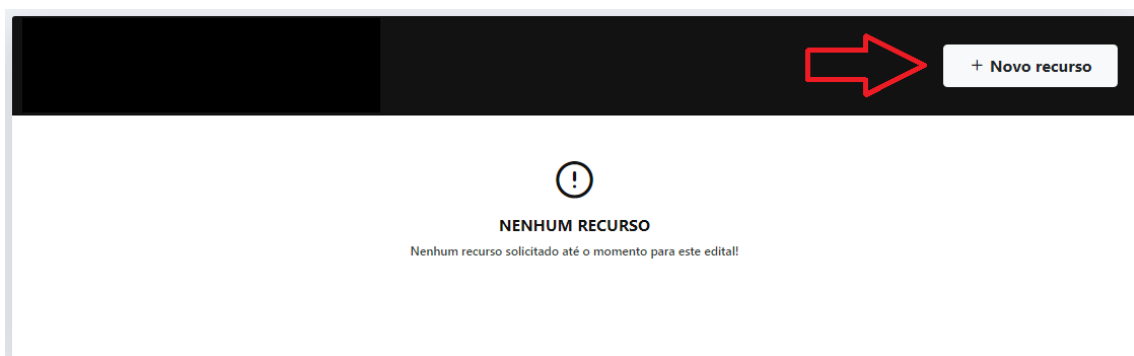 + Novo recurso
NENHUM RECURSO
Nenhum recurso solicitado até o momento para este edital!